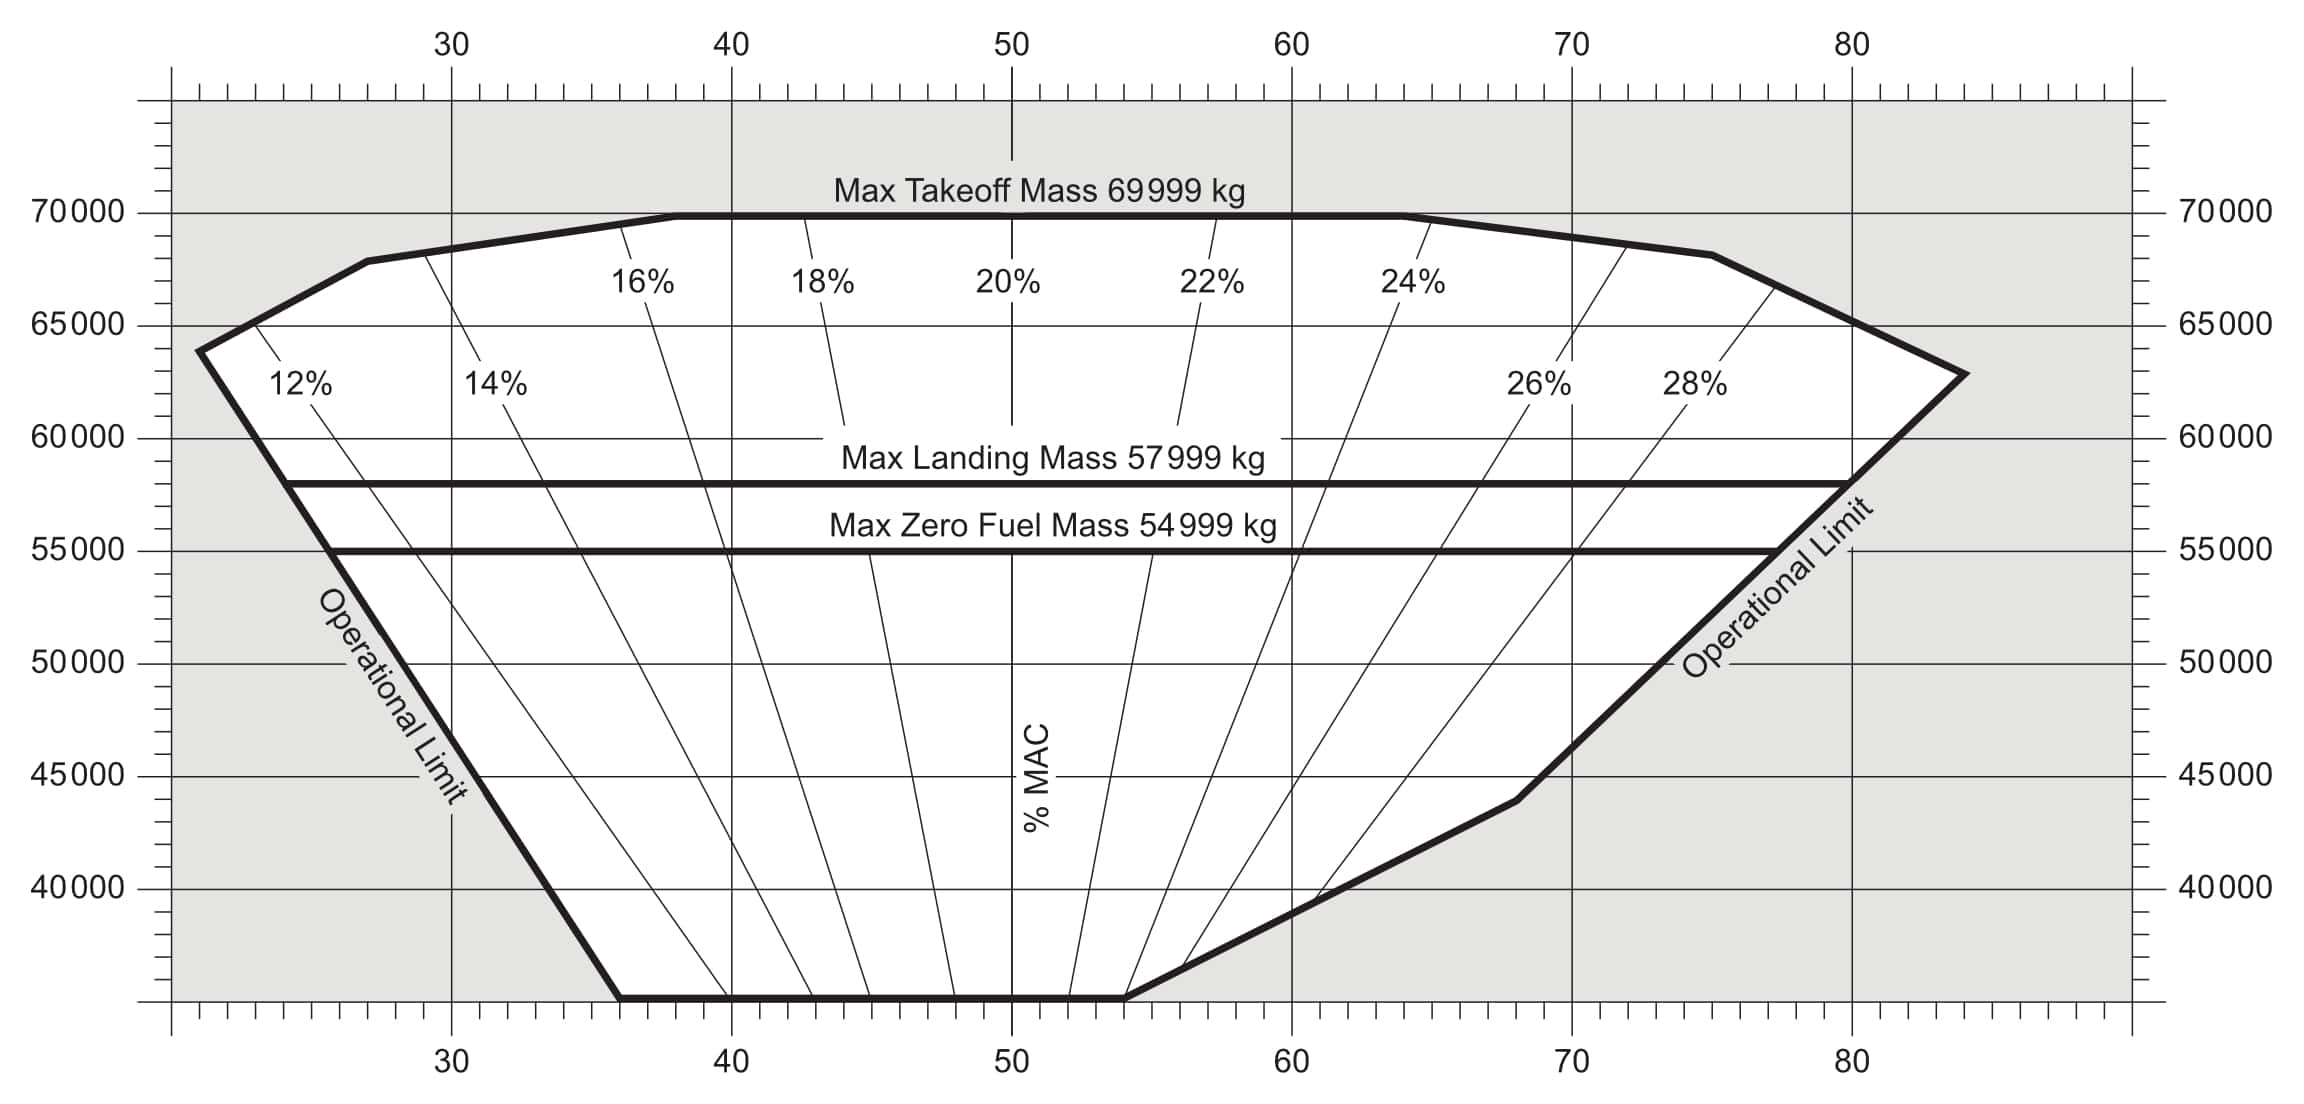 30 40 50 60 70 80
Max Takeoff Mass 69999 kg
70000 70000
16% 18% 20% 22% 24%
65000 65000
12% 14% 26% 28%
60000 60000
Max Landing Mass 57999 kg
Max Zero Fuel Mass 54999 kg
55000 55000
Operational Limit
Operational Limit
50000 50000
% MAC
45000 45000
40000 40000
30 40 50 60 70 80